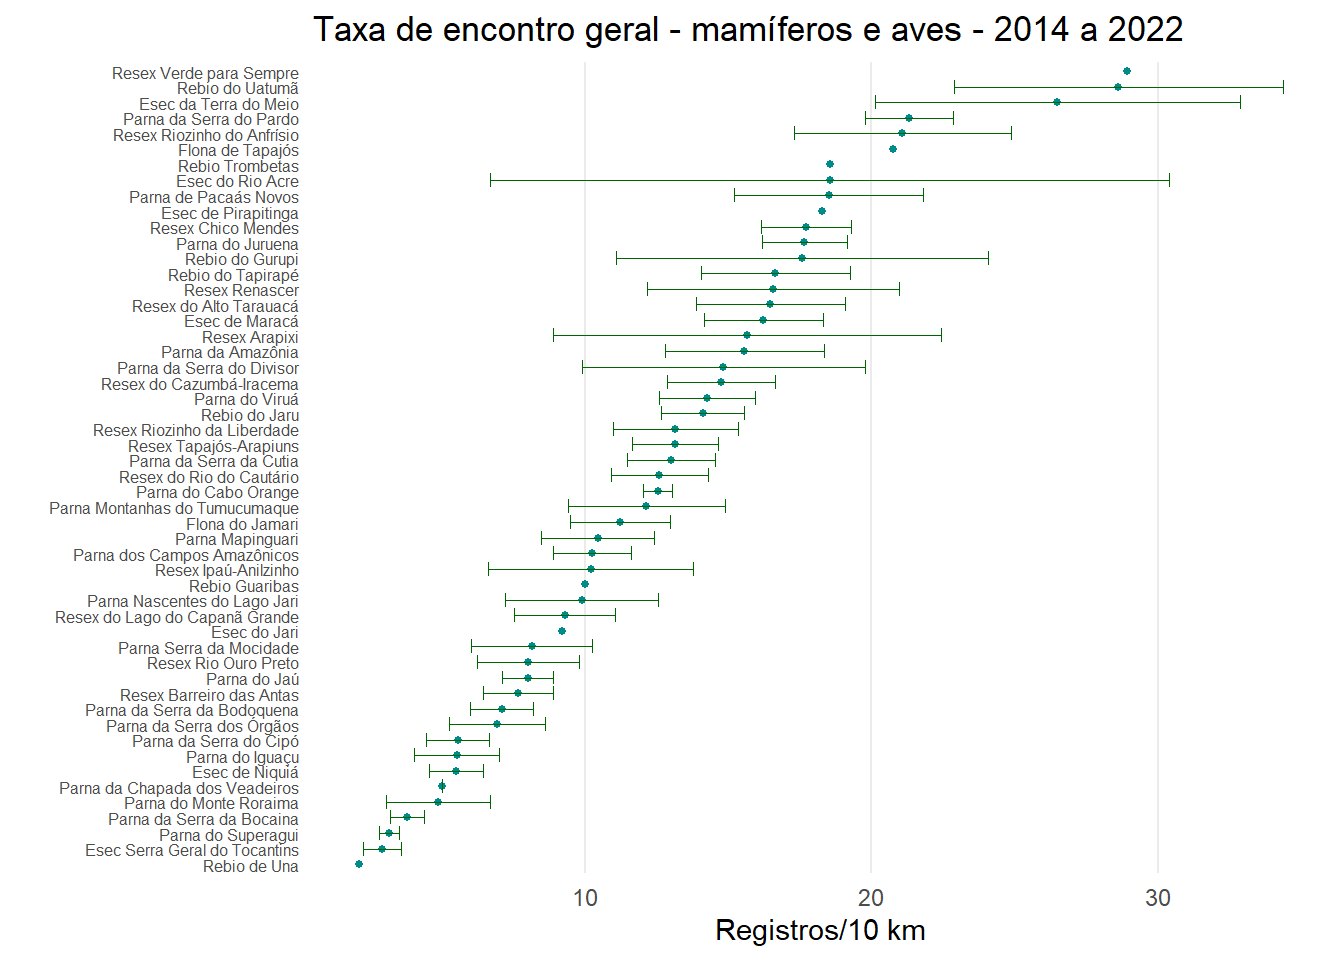 Taxa de encontro geral - mamíferos e aves - 2014 a 2022
Resex Verde para Sempre
Rebio do Uatumã
Esec da Terra do Meio
Parna da Serra do Pardo
Resex Riozinho do Anfrísio
Flona de Tapajós
Rebio Trombetas
Esec do Rio Acre
Parna de Pacaás Novos
Esec de Pirapitinga
Resex Chico Mendes
Parna do Juruena
Rebio do Gurupi
Rebio do Tapirapé
Resex Renascer
Resex do Alto Tarauacá
Esec de Maracá
Resex Arapixi
Parna da Amazônia
Parna da Serra do Divisor
Resex do Cazumbá-Iracema
Parna do Viruá
Rebio do Jaru
Resex Riozinho da Liberdade
Resex Tapajós-Arapiuns
Parna da Serra da Cutia
Resex do Rio do Cautário
Parna do Cabo Orange
Parna Montanhas do Tumucumaque
Flona do Jamari
Parna Mapinguari
Parna dos Campos Amazônicos
Resex Ipaú-Anilzinho
Rebio Guaribas
Parna Nascentes do Lago Jari
Resex do Lago do Capanã Grande
Esec do Jari
Parna Serra da Mocidade
Resex Rio Ouro Preto
Parna do Jaú
Resex Barreiro das Antas
Parna da Serra da Bodoquena
Parna da Serra dos Órgãos
Parna da Serra do Cipó
Parna do Iguaçu
Esec de Niquiá
Parna da Chapada dos Veadeiros
Parna do Monte Roraima
Parna da Serra da Bocaina
Parna do Superagui
Esec Serra Geral do Tocantins
Rebio de Una
10 20 30
Registros/10 km